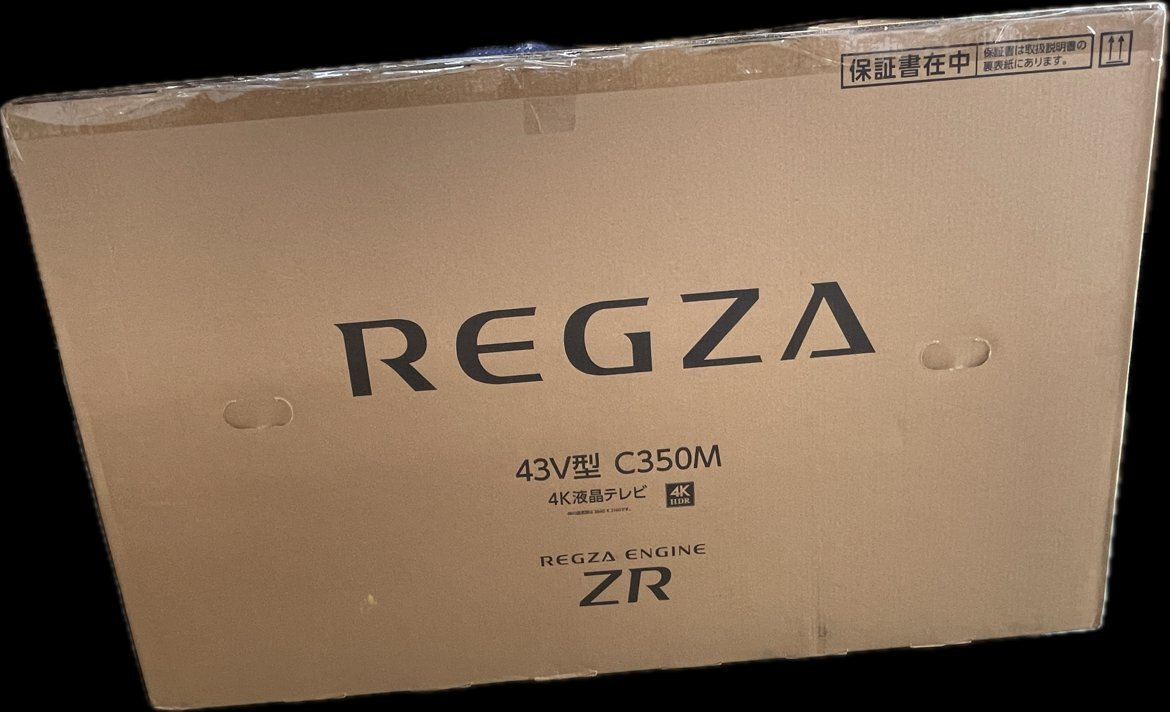 保証書在中
保証書は取扱説明書の
裏表紙にあります。
REGZA
43V型 C350M
4K液晶テレビ
4K
HDR
REGZA ENGINE
ZR